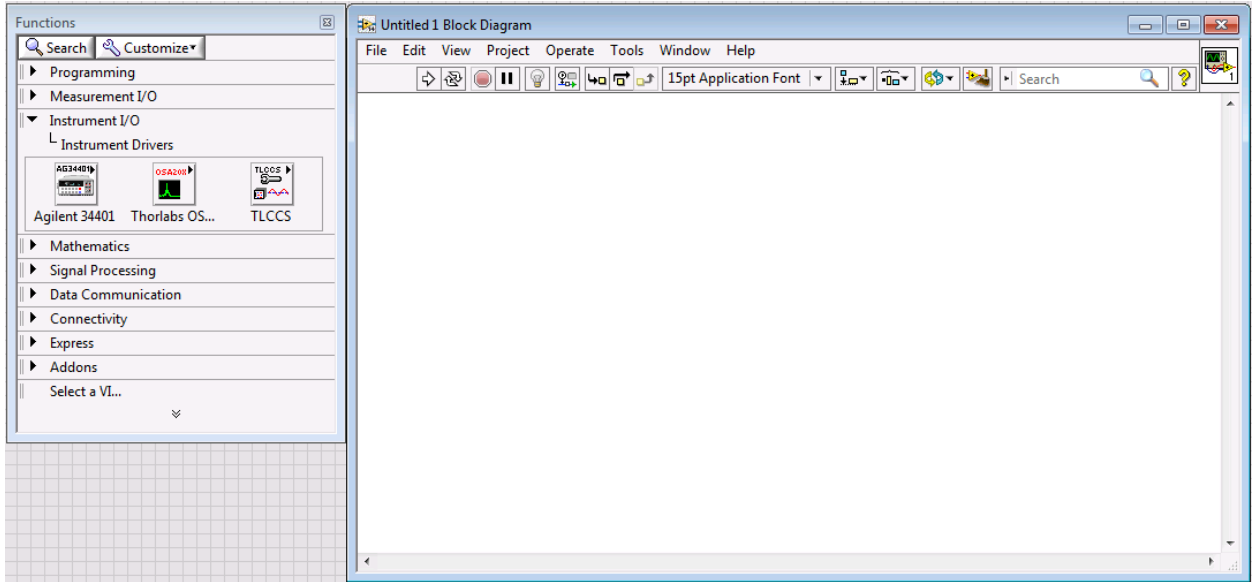 Functions
Search Customize
Programming
Measurement I/O
Instrument I/O
Instrument Drivers
AG34401 OSA20X TLCCS
Agilent 34401 Thorlabs OS... TLCCS
Mathematics
Signal Processing
Data Communication
Connectivity
Express
Addons
Select a VI...
Untitled 1 Block Diagram
File Edit View Project Operate Tools Window Help
15pt Application Font Search ? 1